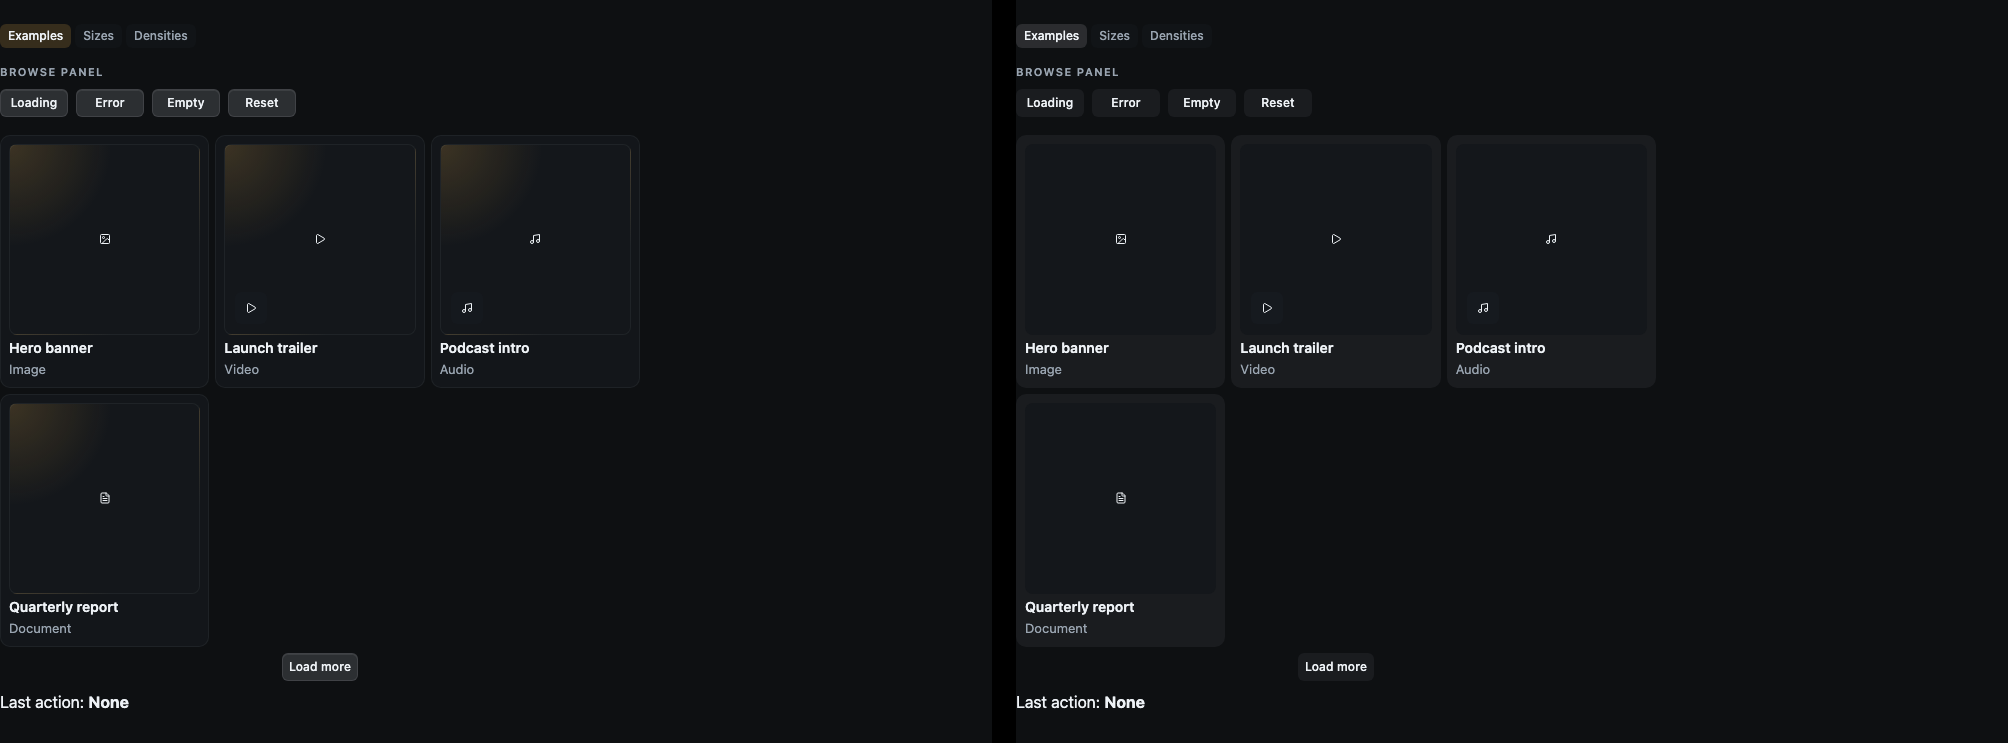 Examples Sizes Densities
BROWSE PANEL
Loading Error Empty Reset
Hero banner Launch trailer Podcast intro
Image Video Audio
Quarterly report
Document
Load more
Last action: None
Examples Sizes Densities
BROWSE PANEL
Loading Error Empty Reset
Hero banner Launch trailer Podcast intro
Image Video Audio
Quarterly report
Document
Load more
Last action: None